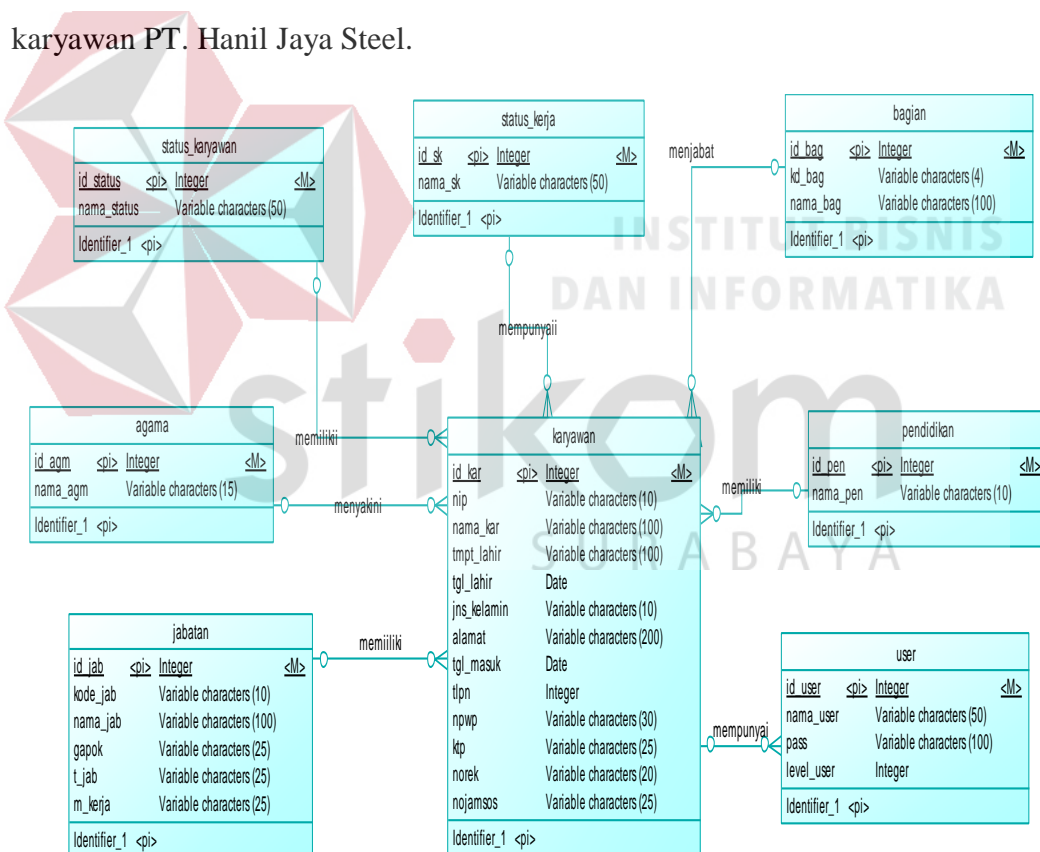 karyawan PT. Hanil Jaya Steel.
status_karyawan
id_status <pi> Integer <M>
nama_status Variable characters (50)
Identifier_1 <pi>
status_kerja
id_sk <pi> Integer <M>
nama_sk Variable characters (50)
Identifier_1 <pi>
menjabat
bagian
id_bag <pi> Integer <M>
kd_bag Variable characters (4)
nama_bag Variable characters (100)
Identifier_1 <pi>
INSTITUT BISNIS
DAN INFORMATIKA
stikom
SURABAYA
mempunyaii
memilikii
agama
id_agm <pi> Integer <M>
nama_agm Variable characters (15)
Identifier_1 <pi>
menyakini
karyawan
id_kar <pi> Integer <M>
nip Variable characters (10)
nama_kar Variable characters (100)
tmpt_lahir Variable characters (100)
tgl_lahir Date
jns_kelamin Variable characters (10)
alamat Variable characters (200)
tgl_masuk Date
tlpn Integer
npwp Variable characters (30)
ktp Variable characters (25)
norek Variable characters (20)
nojamsos Variable characters (25)
Identifier_1 <pi>
memiliki
pendidikan
id_pen <pi> Integer <M>
nama_pen Variable characters (10)
Identifier_1 <pi>
jabatan
id_jab <pi> Integer <M>
kode_jab Variable characters (10)
nama_jab Variable characters (100)
gapok Variable characters (25)
t_jab Variable characters (25)
m_kerja Variable characters (25)
Identifier_1 <pi>
memiiliki
mempunyai
user
id_user <pi> Integer <M>
nama_user Variable characters (50)
pass Variable characters (100)
level_user Integer
Identifier_1 <pi>